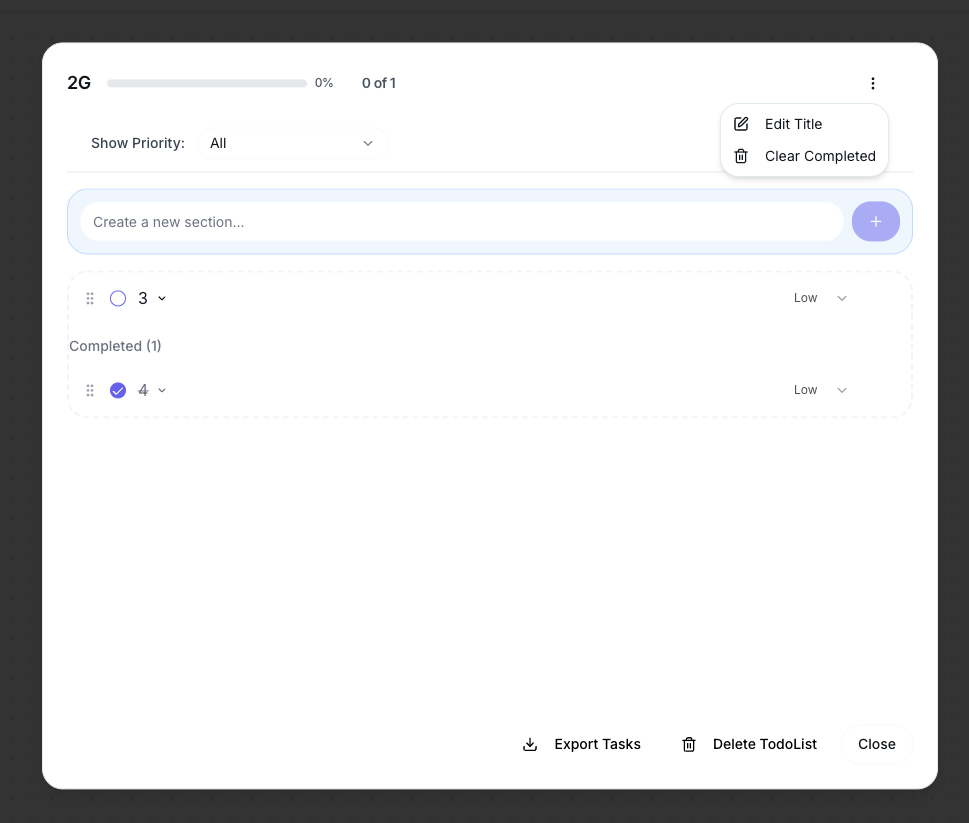 2G 0% 0 of 1
Edit Title
Clear Completed
Show Priority: All
Create a new section...
3 Low
Completed (1)
4 Low
Export Tasks Delete TodoList Close